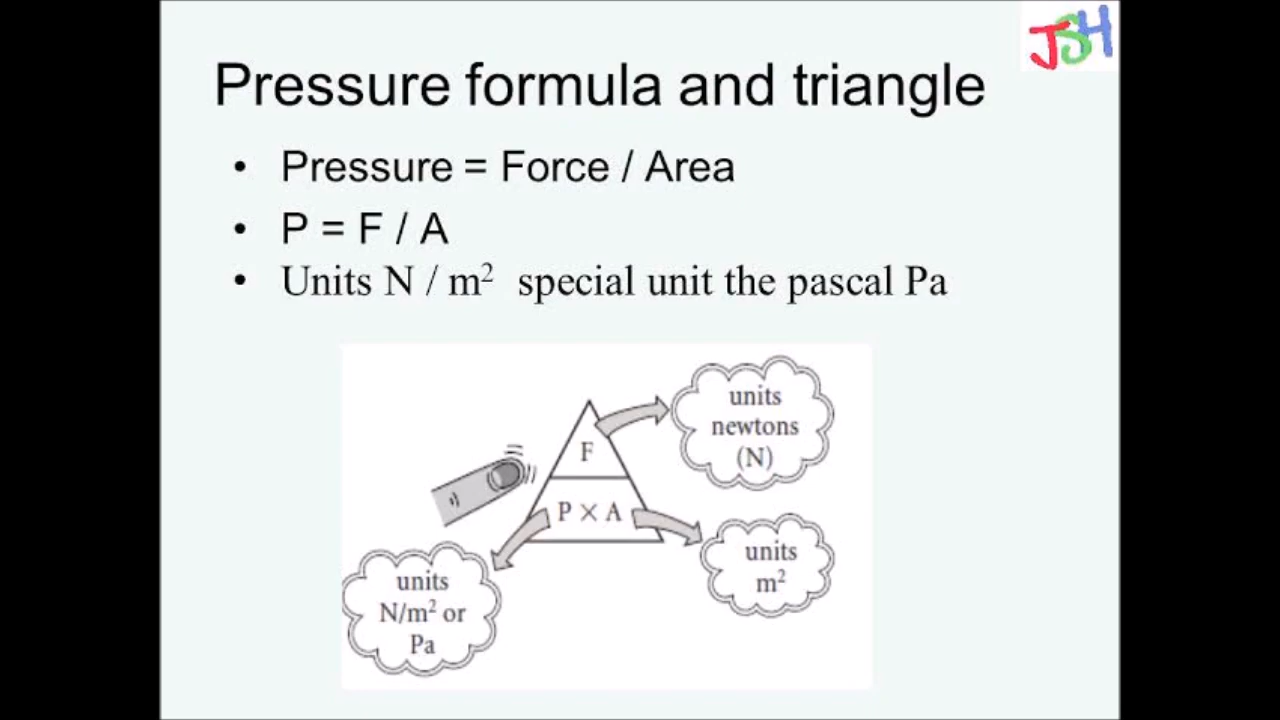 JSH
Pressure formula and triangle
• Pressure = Force / Area
• P = F / A
• Units N / m² special unit the pascal Pa
units
newtons
(N)
F
P × A
units
m²
units
N/m² or
Pa